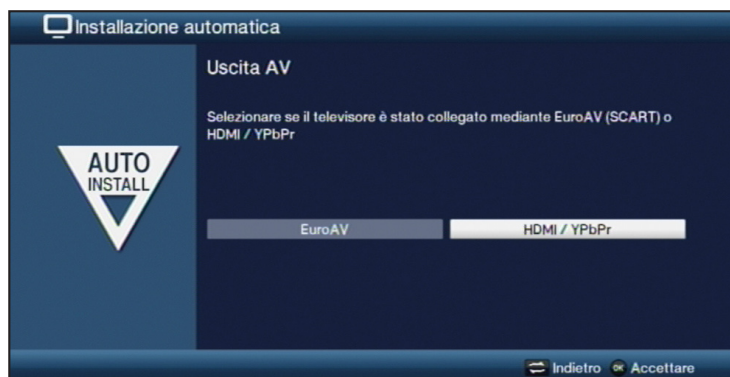 Installazione automatica
Uscita AV
Selezionare se il televisore è stato collegato mediante EuroAV (SCART) o
HDMI / YPbPr
AUTO
INSTALL
EuroAV
HDMI / YPbPr
Indietro OK Accettare